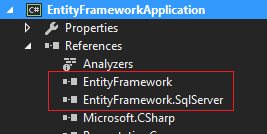 C# EntityFrameworkApplication
Properties
References
Analyzers
EntityFramework
EntityFramework.SqlServer
Microsoft.CSharp